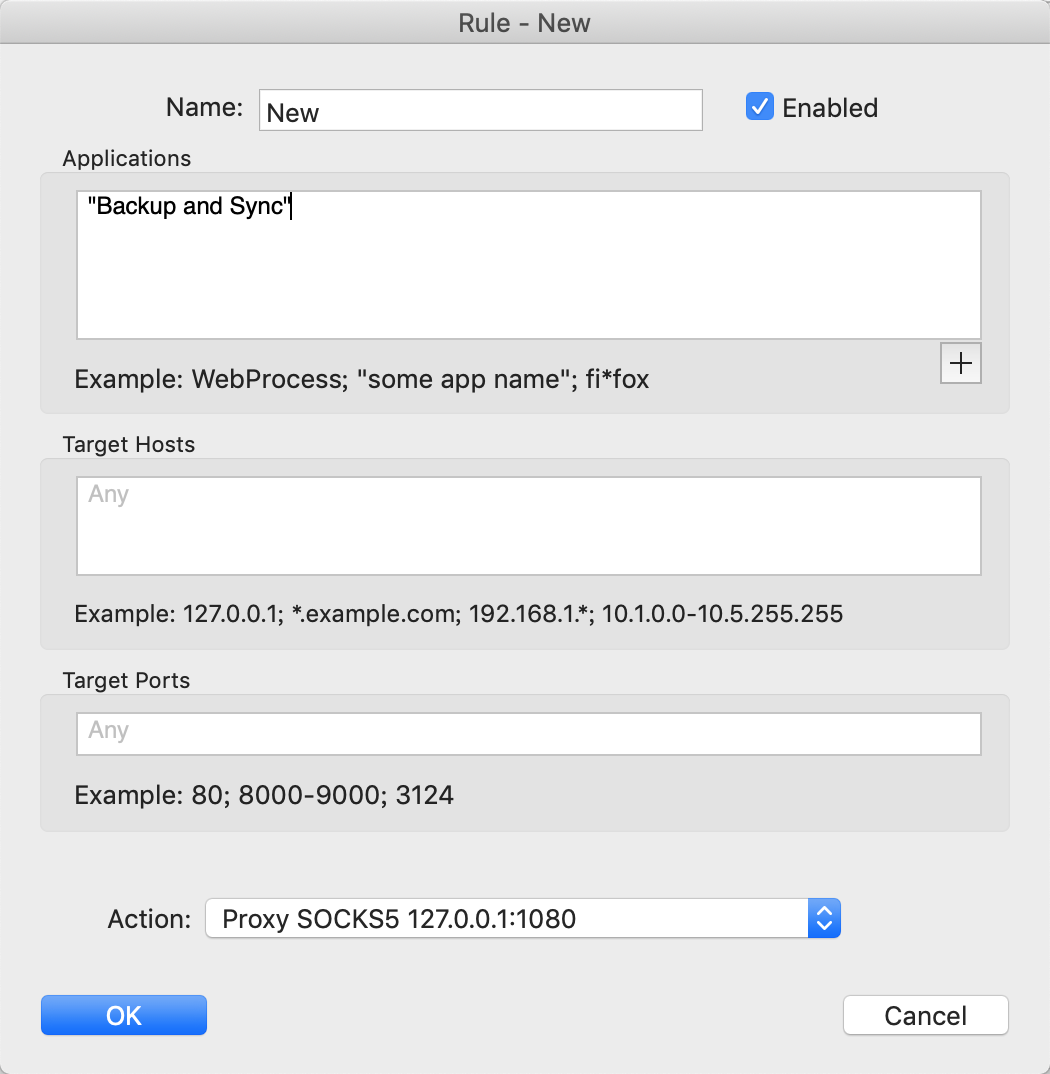 Rule - New
Name: New Enabled
Applications
"Backup and Sync"
Example: WebProcess; "some app name"; fi*fox
Target Hosts
Any
Example: 127.0.0.1; *.example.com; 192.168.1.*; 10.1.0.0-10.5.255.255
Target Ports
Any
Example: 80; 8000-9000; 3124
Action: Proxy SOCKS5 127.0.0.1:1080
OK Cancel